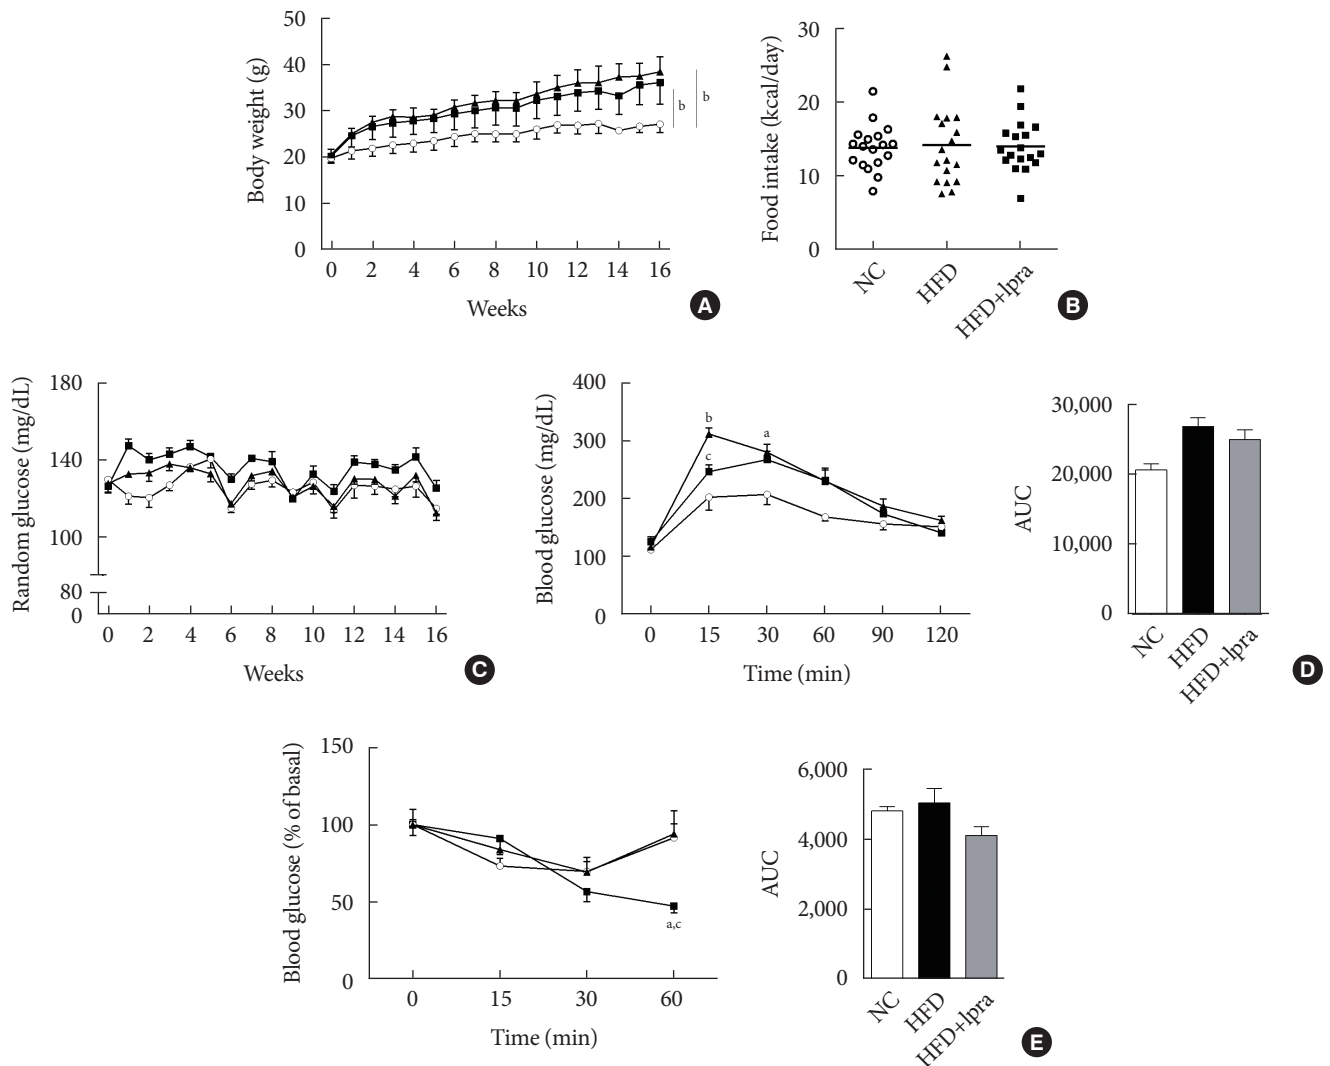 Body weight (g)
50
40
30
20
10
0
b
b
0 2 4 6 8 10 12 14 16
Weeks
A
Food intake (kcal/day)
30
20
10
0
NC
HFD
HFD+lpra
B
Random glucose (mg/dL)
180
140
100
80
0
0 2 4 6 8 10 12 14 16
Weeks
C
Blood glucose (mg/dL)
400
300
200
100
0
b
a
c
0 15 30 60 90 120
Time (min)
AUC
30,000
20,000
10,000
0
NC
HFD
HFD+lpra
D
Blood glucose (% of basal)
150
100
50
0
a,c
0 15 30 60
Time (min)
AUC
6,000
4,000
2,000
0
NC
HFD
HFD+lpra
E